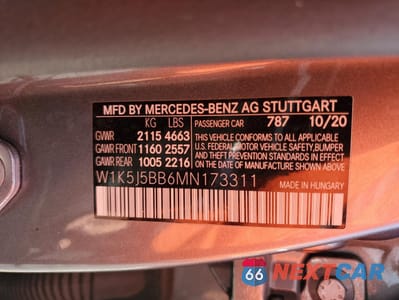 MFD BY MERCEDES-BENZ AG STUTTGART
KG LBS PASSENGER CAR 787 10/20
GVWR 2115 4663
GAWR FRONT 1160 2557
GAWR REAR 1005 2216
THIS VEHICLE CONFORMS TO ALL APPLICABLE
U.S. FEDERAL MOTOR VEHICLE SAFETY, BUMPER,
AND THEFT PREVENTION STANDARDS IN EFFECT ON
THE DATE OF MANUFACTURE SHOWN ABOVE.
W1K5J5BB6MN173311
MADE IN HUNGARY
66 NEXTCAR